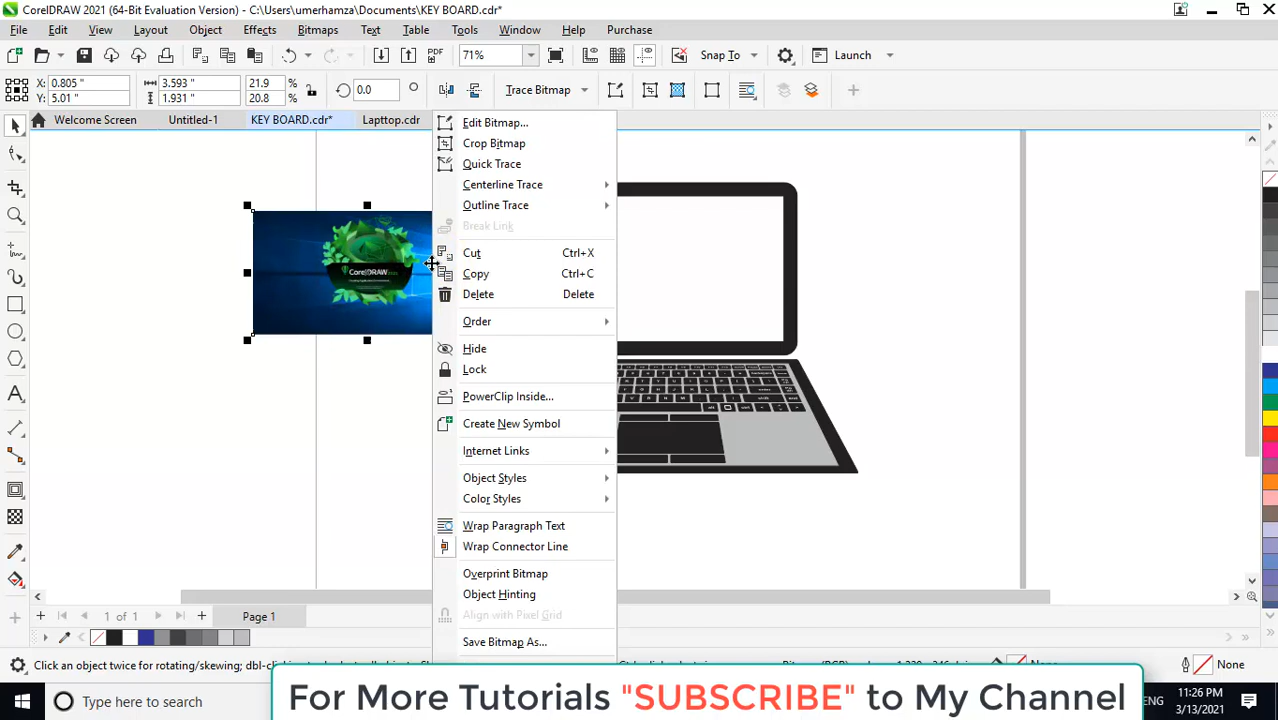 CorelDRAW 2021 (64-Bit Evaluation Version) - C:\Users\umerhamza\Documents\KEY BOARD.cdr*
File Edit View Layout Object Effects Bitmaps Text Table Tools Window Help Purchase
PDF 71% Snap To Launch
X: 0.805 " 3.593 " 21.9 % 0.0 ° Trace Bitmap
Y: 5.01 " 1.931 " 20.8 %
Welcome Screen Untitled-1 KEY BOARD.cdr* Lapttop.cdr
Edit Bitmap...
Crop Bitmap
Quick Trace
Centerline Trace
Outline Trace
Break Link
Cut Ctrl+X
Copy Ctrl+C
Delete Delete
Order
Hide
Lock
PowerClip Inside...
Create New Symbol
Internet Links
Object Styles
Color Styles
Wrap Paragraph Text
Wrap Connector Line
Overprint Bitmap
Object Hinting
Align with Pixel Grid
Save Bitmap As...
CorelDRAW
1 of 1 Page 1
Click an object twice for rotating/skewing;
None
For More Tutorials "SUBSCRIBE" to My Channel
Type here to search
ENG 11:26 PM
3/13/2021